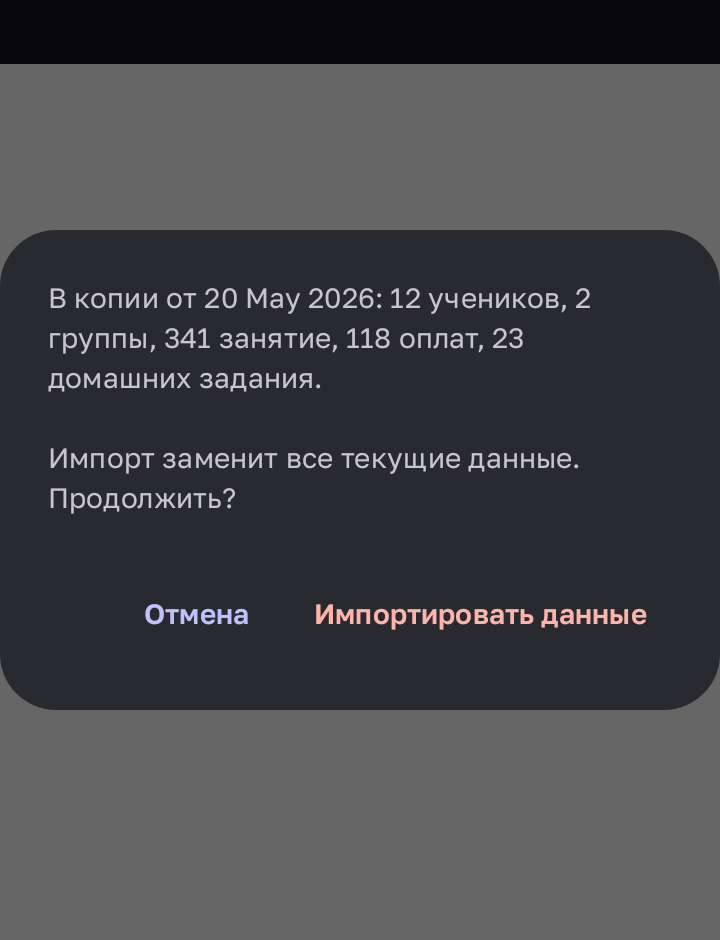 В копии от 20 May 2026: 12 учеников, 2
группы, 341 занятие, 118 оплат, 23
домашних задания.
Импорт заменит все текущие данные.
Продолжить?
Отмена
Импортировать данные